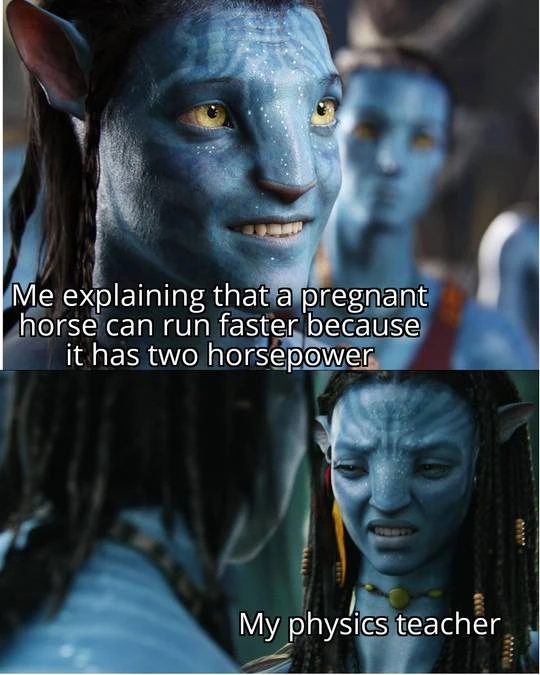 Me explaining that a pregnant
horse can run faster because
it has two horsepower
My physics teacher